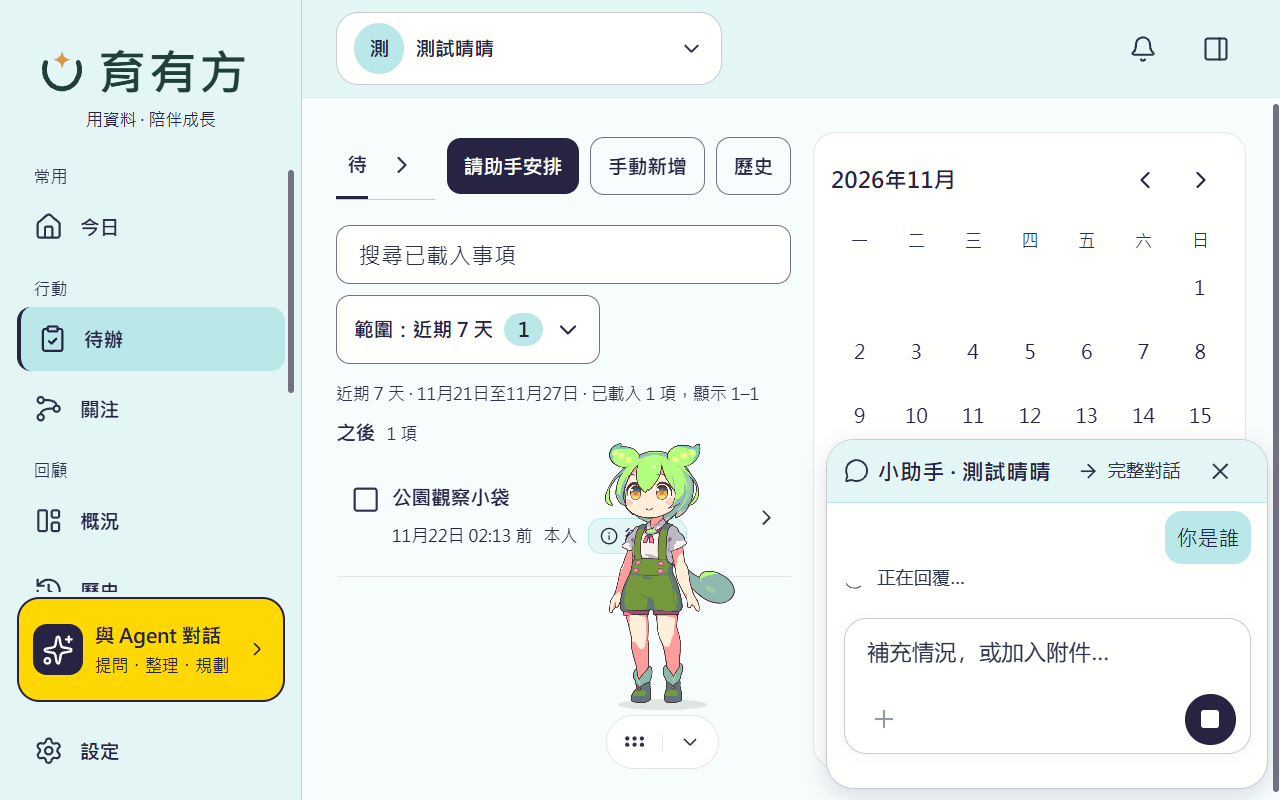 育有方
用資料 · 陪伴成長
常用
今日
行動
待辦
關注
回顧
概況
歷史
與 Agent 對話
提問 · 整理 · 規劃
設定
測 測試晴晴
待
請助手安排
手動新增
歷史
搜尋已載入事項
範圍：近期 7 天 1
近期 7 天 · 11月21日至11月27日 · 已載入 1 項，顯示 1–1
之後 1 項
公園觀察小袋
11月22日 02:13 前 本人
2026年11月
一 二 三 四 五 六 日
1
2 3 4 5 6 7 8
9 10 11 12 13 14 15
小助手 · 測試晴晴
完整對話
你是誰
正在回覆...
補充情況，或加入附件...